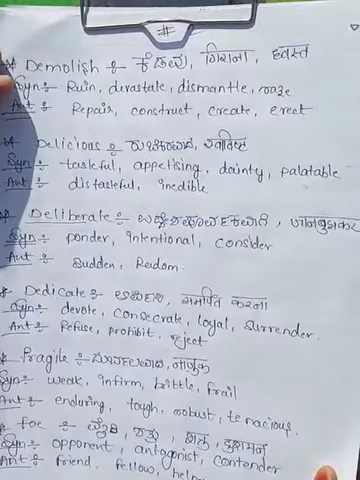 #
* Demolish : ಕೆಡವು, गिराना, ध्वस्त
Syn : Ruin, devastate, dismantle, raze
Ant : Repair, construct, create, erect
* Delicious : ರುಚಿಕರವಾದ, स्वादिष्ट
Syn : tasteful, appetising, dainty, palatable
Ant : distasteful, inedible
* Deliberate : ಉದ್ದೇಶಪೂರ್ವಕವಾಗಿ, जानबूझकर
Syn : ponder, intentional, consider
Ant : Sudden, Random.
* Dedicate : ಅರ್ಪಿಸು, समर्पित करना
Syn : devote, consecrate, loyal, surrender.
Ant : Refuse, prohibit, reject
* Fragile : ದುರ್ಬಲವಾದ, नाजुक
Syn : weak, infirm, brittle, frail
Ant : enduring, tough, robust, tenacious.
* Foe : ವೈರಿ, ಶತ್ರು, शत्रु, दुश्मन
Syn : opponent, antagonist, contender
Ant : friend, fellow,